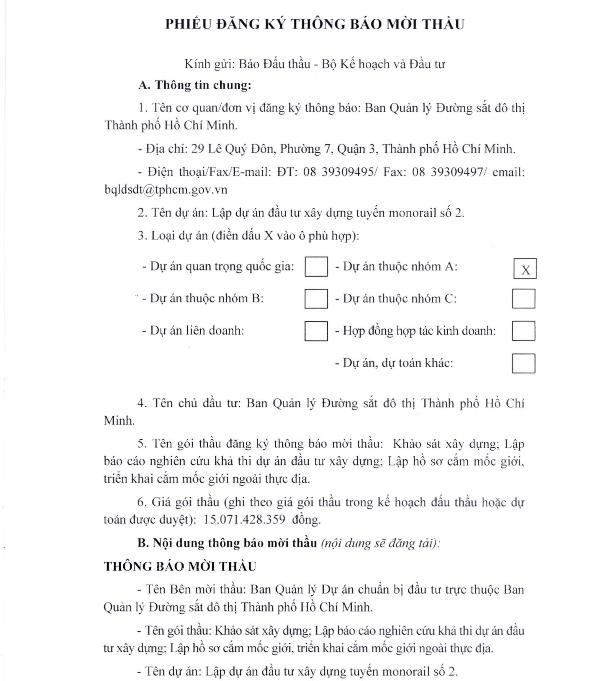 PHIẾU ĐĂNG KÝ THÔNG BÁO MỜI THẦU
Kính gửi: Báo Đấu thầu - Bộ Kế hoạch và Đầu tư
A. Thông tin chung:
1. Tên cơ quan/đơn vị đăng ký thông báo: Ban Quản lý Đường sắt đô thị
Thành phố Hồ Chí Minh.
- Địa chỉ: 29 Lê Quý Đôn, Phường 7, Quận 3, Thành phố Hồ Chí Minh.
- Điện thoại/Fax/E-mail: ĐT: 08 39309495/ Fax: 08 39309497/ email:
bqldsdt@tphcm.gov.vn
2. Tên dự án: Lập dự án đầu tư xây dựng tuyến monorail số 2.
3. Loại dự án (điền dấu X vào ô phù hợp):
- Dự án quan trọng quốc gia: - Dự án thuộc nhóm A: X
- Dự án thuộc nhóm B: - Dự án thuộc nhóm C:
- Dự án liên doanh: - Hợp đồng hợp tác kinh doanh:
- Dự án, dự toán khác:
4. Tên chủ đầu tư: Ban Quản lý Đường sắt đô thị Thành phố Hồ Chí
Minh.
5. Tên gói thầu đăng ký thông báo mời thầu: Khảo sát xây dựng; Lập
báo cáo nghiên cứu khả thi dự án đầu tư xây dựng; Lập hồ sơ cắm mốc giới,
triển khai cắm mốc giới ngoài thực địa.
6. Giá gói thầu (ghi theo giá gói thầu trong kế hoạch đấu thầu hoặc dự
toán được duyệt): 15.071.428.359 đồng.
B. Nội dung thông báo mời thầu (nội dung sẽ đăng tải):
THÔNG BÁO MỜI THẦU
- Tên Bên mời thầu: Ban Quản lý Dự án chuẩn bị đầu tư trực thuộc Ban
Quản lý Đường sắt đô thị Thành phố Hồ Chí Minh.
- Tên gói thầu: Khảo sát xây dựng; Lập báo cáo nghiên cứu khả thi dự án đầu
tư xây dựng; Lập hồ sơ cắm mốc giới, triển khai cắm mốc giới ngoài thực địa.
- Tên dự án: Lập dự án đầu tư xây dựng tuyến monorail số 2.